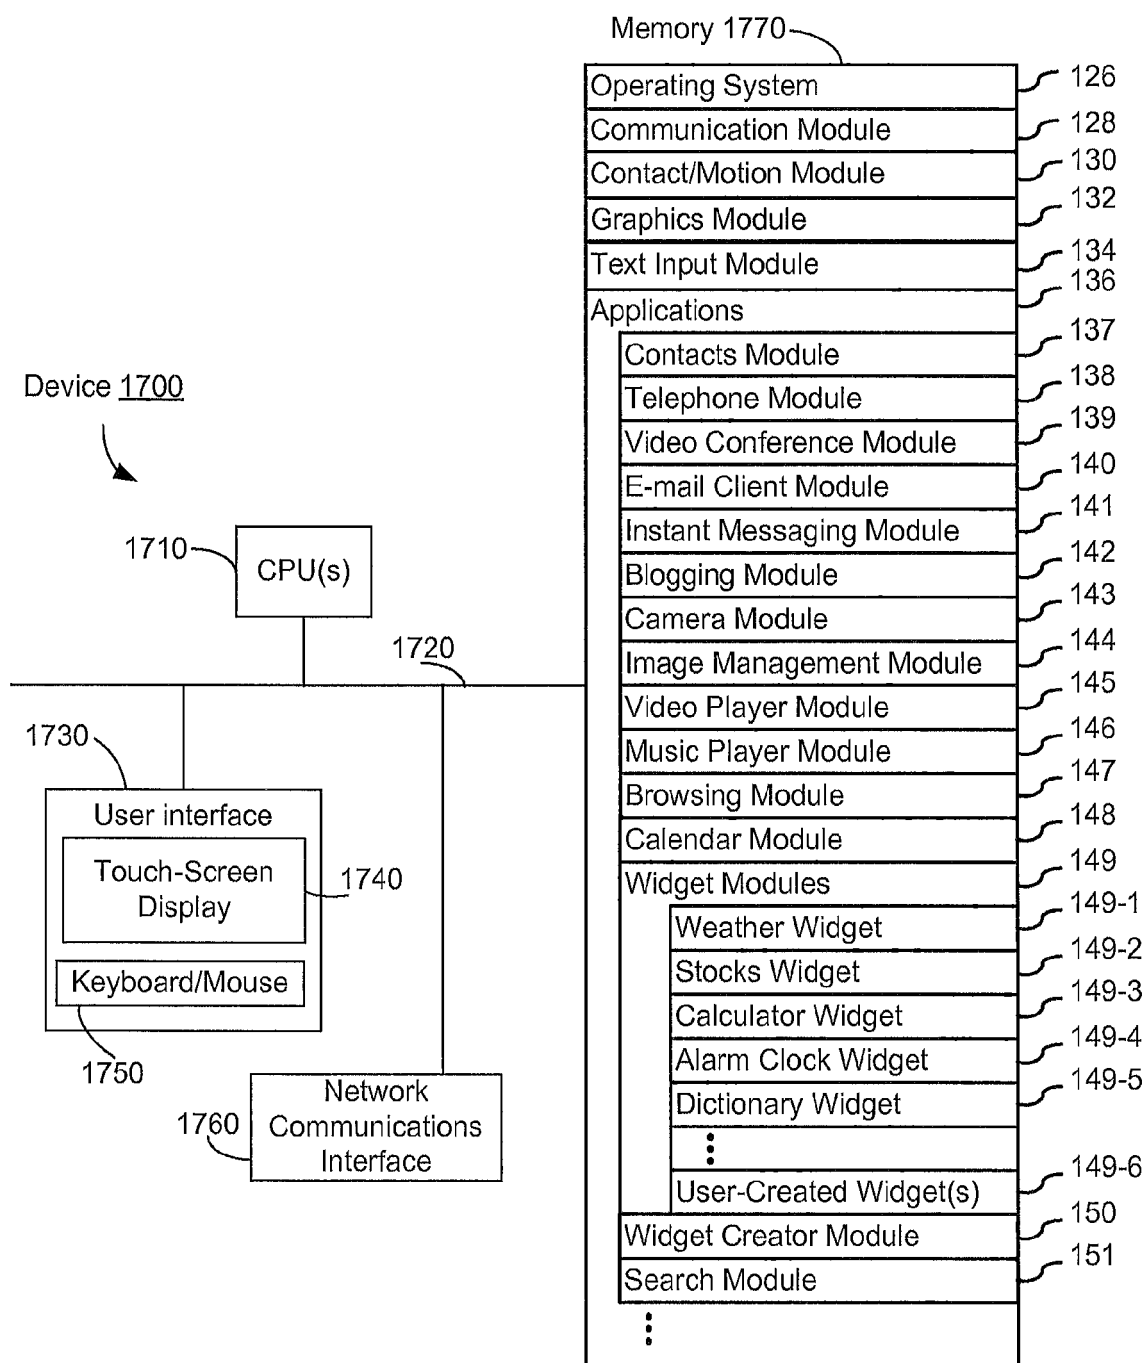 Memory 1770
Operating System 126
Communication Module 128
Contact/Motion Module 130
Graphics Module 132
Text Input Module 134
Applications 136
Contacts Module 137
Telephone Module 138
Video Conference Module 139
E-mail Client Module 140
Instant Messaging Module 141
Blogging Module 142
Camera Module 143
Image Management Module 144
Video Player Module 145
Music Player Module 146
Browsing Module 147
Calendar Module 148
Widget Modules 149
Weather Widget 149-1
Stocks Widget 149-2
Calculator Widget 149-3
Alarm Clock Widget 149-4
Dictionary Widget 149-5
User-Created Widget(s) 149-6
Widget Creator Module 150
Search Module 151
Device 1700
1710
CPU(s)
1720
1730
User interface
Touch-Screen
Display
1740
Keyboard/Mouse
1750
1760
Network
Communications
Interface